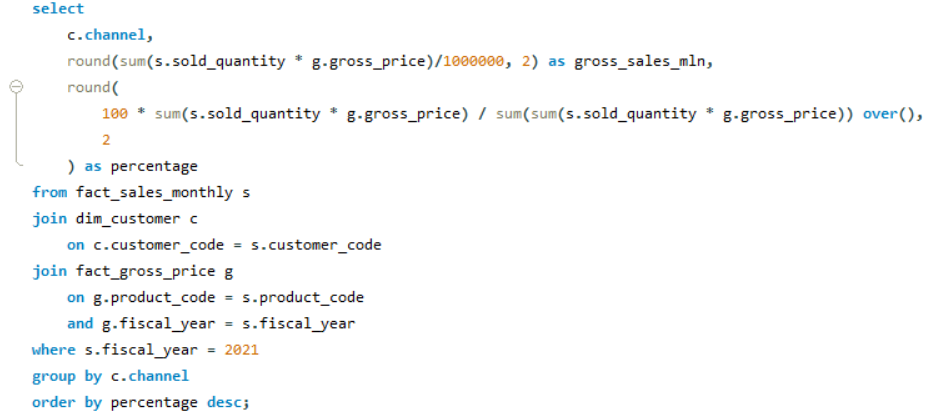 select
c.channel,
round(sum(s.sold_quantity * g.gross_price)/1000000, 2) as gross_sales_mln,
round(
100 * sum(s.sold_quantity * g.gross_price) / sum(sum(s.sold_quantity * g.gross_price)) over(),
2
) as percentage
from fact_sales_monthly s
join dim_customer c
on c.customer_code = s.customer_code
join fact_gross_price g
on g.product_code = s.product_code
and g.fiscal_year = s.fiscal_year
where s.fiscal_year = 2021
group by c.channel
order by percentage desc;